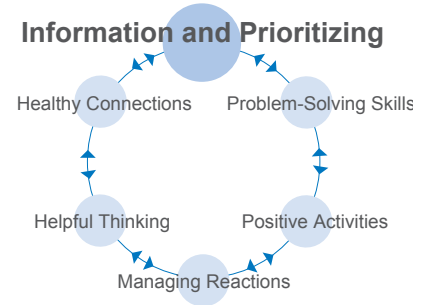 Information and Prioritizing
Healthy Connections
Problem-Solving Skills
Helpful Thinking
Positive Activities
Managing Reactions